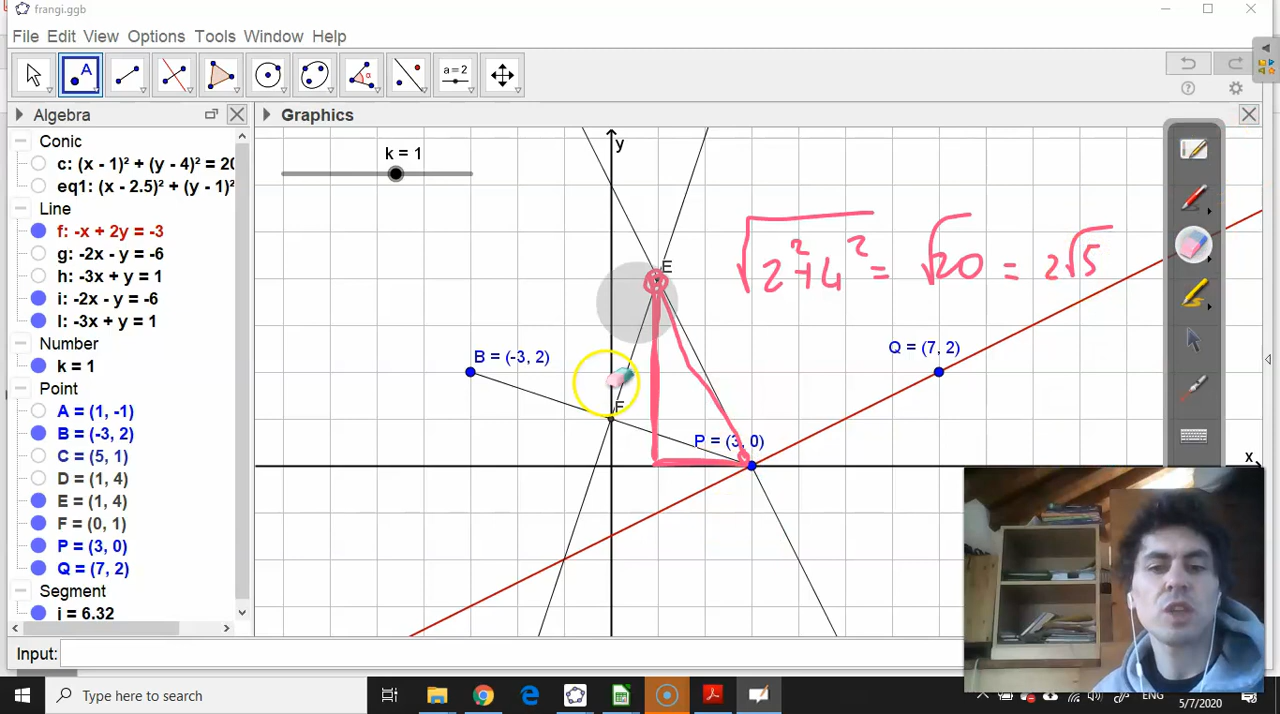 frangi.ggb
File Edit View Options Tools Window Help
A
α
a=2
Algebra
Graphics
Conic
c: (x - 1)² + (y - 4)² = 20
eq1: (x - 2.5)² + (y - 1)²
Line
f: -x + 2y = -3
g: -2x - y = -6
h: -3x + y = 1
i: -2x - y = -6
l: -3x + y = 1
Number
k = 1
Point
A = (1, -1)
B = (-3, 2)
C = (5, 1)
D = (1, 4)
E = (1, 4)
F = (0, 1)
P = (3, 0)
Q = (7, 2)
Segment
j = 6.32
k = 1
y
√2²+4² = √20 = 2√5
E
B = (-3, 2)
Q = (7, 2)
F
P = (3, 0)
x
Input:
Type here to search
ENG
5/7/2020